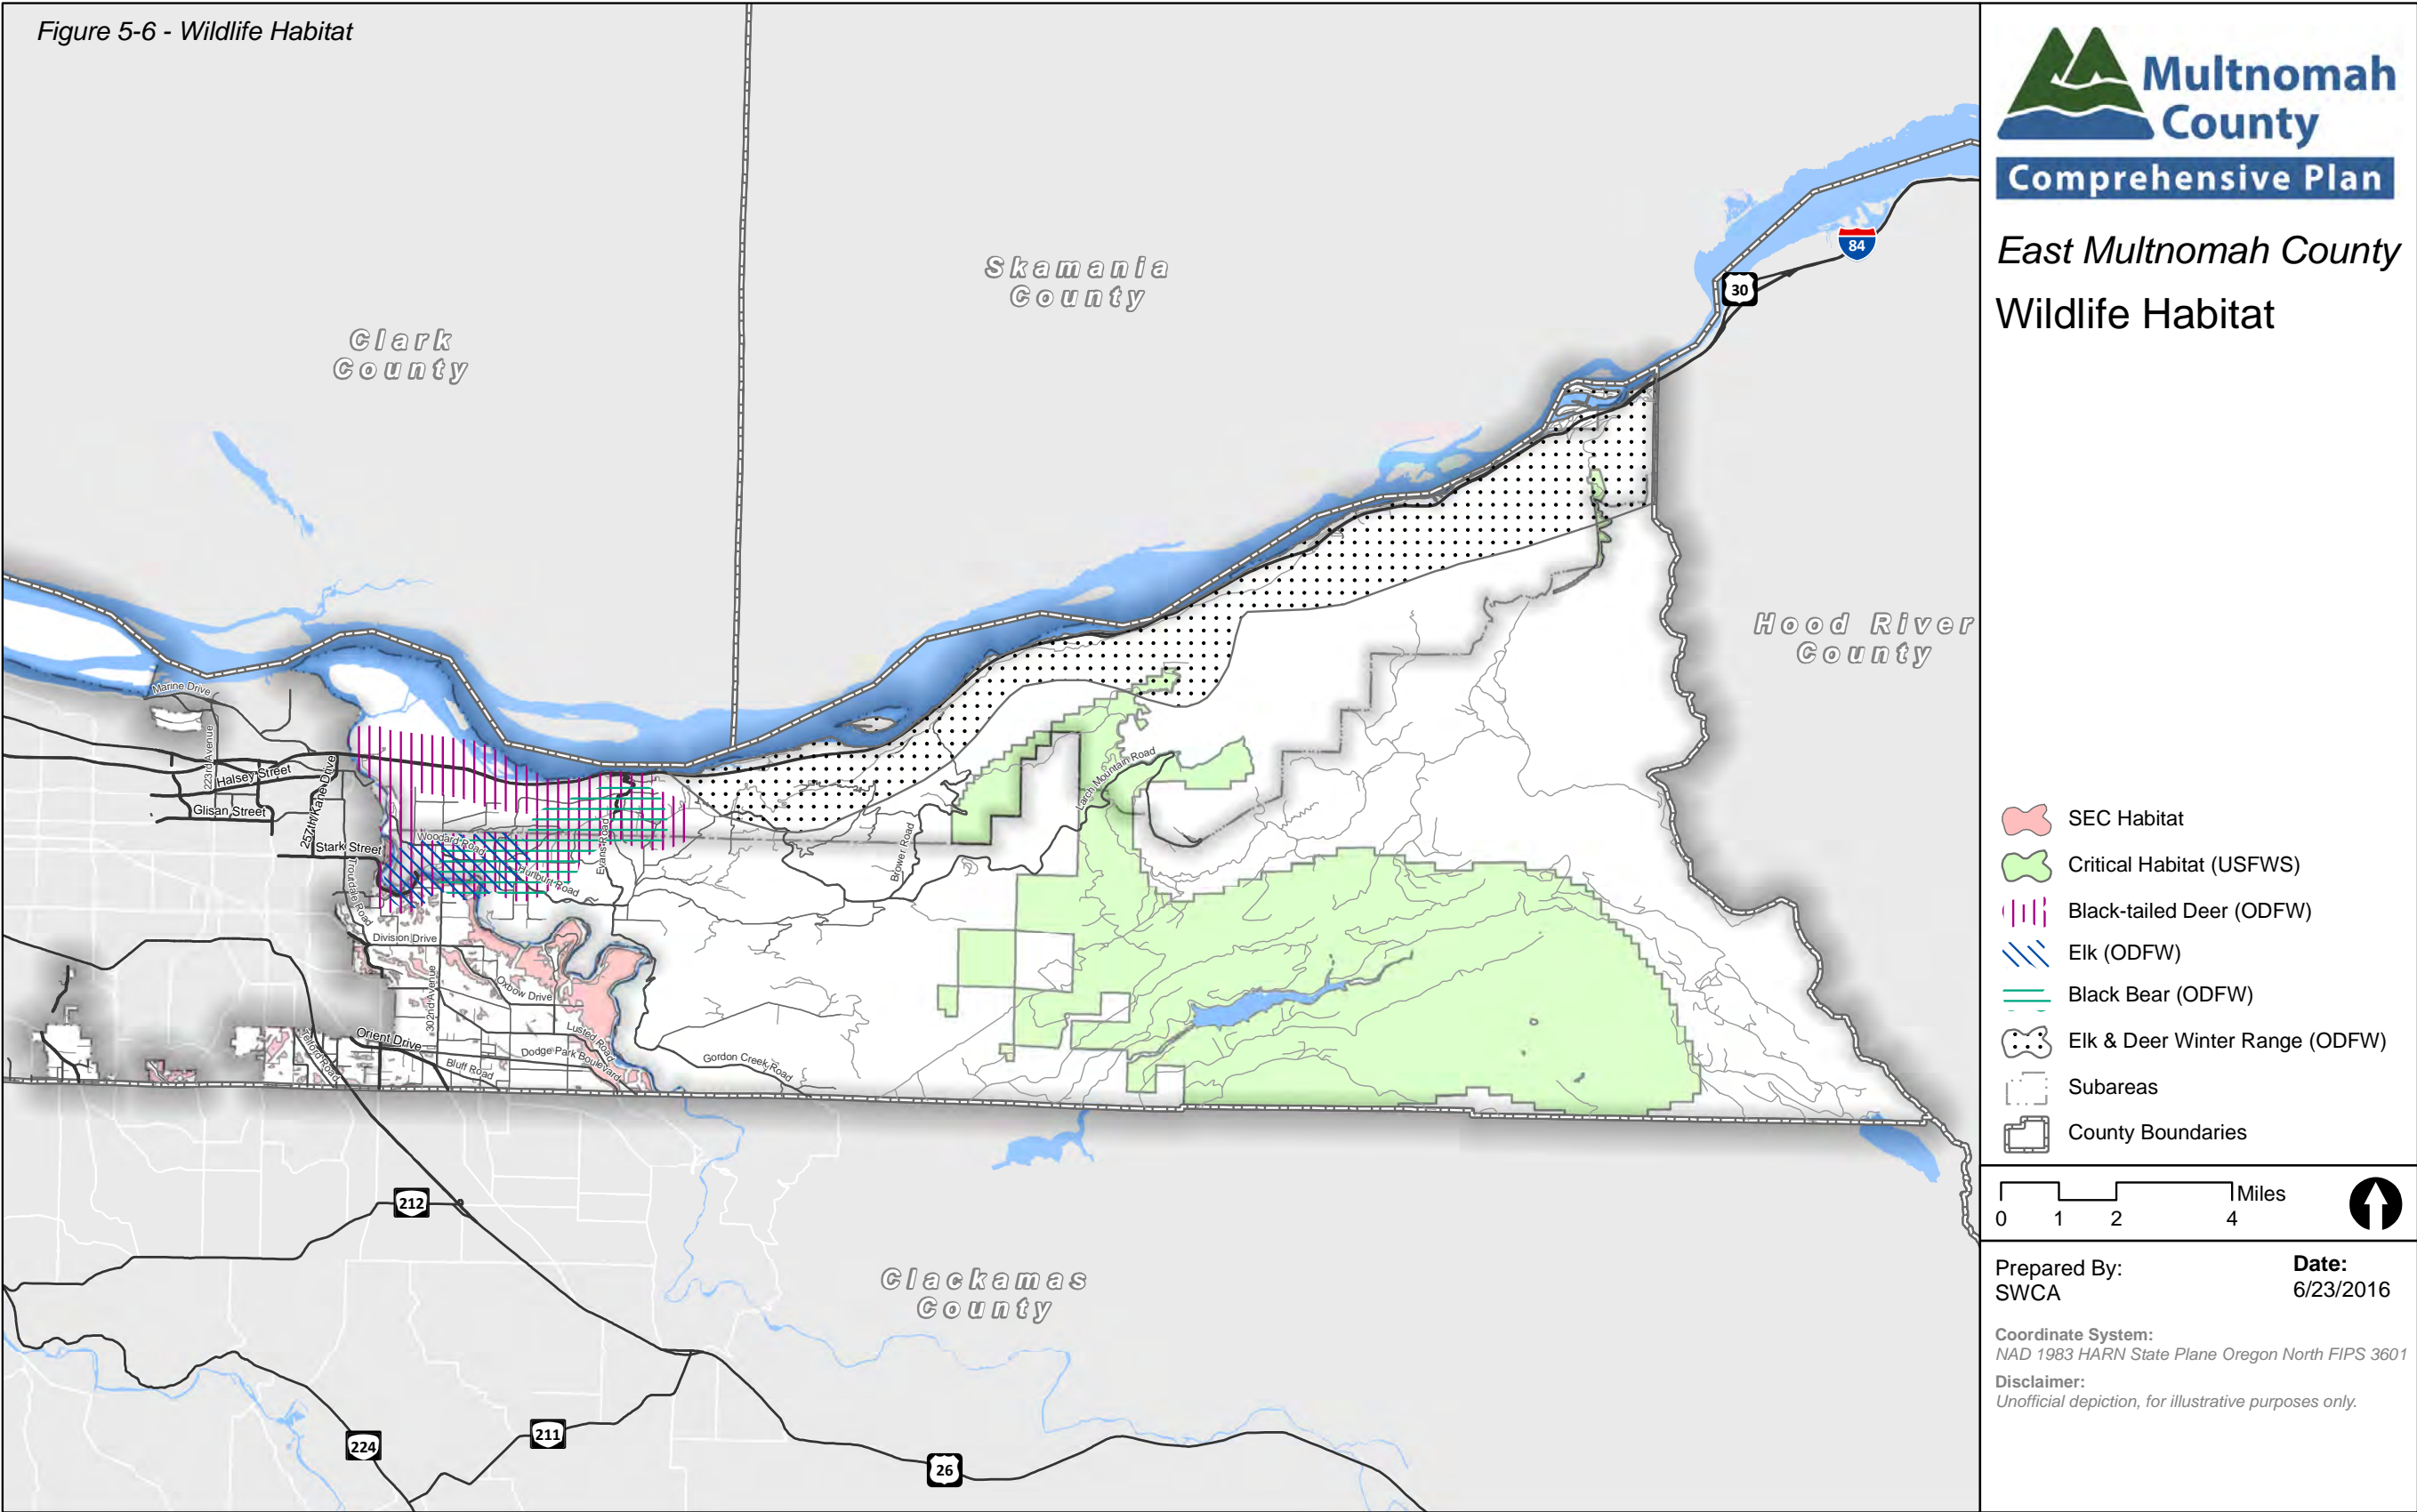 Figure 5-6 - Wildlife Habitat
Multnomah
County
Comprehensive Plan
East Multnomah County
Wildlife Habitat
84
30
Skamania
County
Clark
County
Hood River
County
Marine Drive
223rd Avenue
Halsey Street
257th/Kane Drive
Glisan Street
Stark Street
Troutdale Road
Woodard Road
Hurlburt Road
Evans Road
Brower Road
Larch Mountain Road
Division Drive
302nd Avenue
Oxbow Drive
Lusted Road
Orient Drive
Telford Road
Bluff Road
Dodge Park Boulevard
Gordon Creek Road
212
Clackamas
County
224
211
26
SEC Habitat
Critical Habitat (USFWS)
Black-tailed Deer (ODFW)
Elk (ODFW)
Black Bear (ODFW)
Elk & Deer Winter Range (ODFW)
Subareas
County Boundaries
Miles
0 1 2 4
Prepared By:
SWCA
Date:
6/23/2016
Coordinate System:
NAD 1983 HARN State Plane Oregon North FIPS 3601
Disclaimer:
Unofficial depiction, for illustrative purposes only.